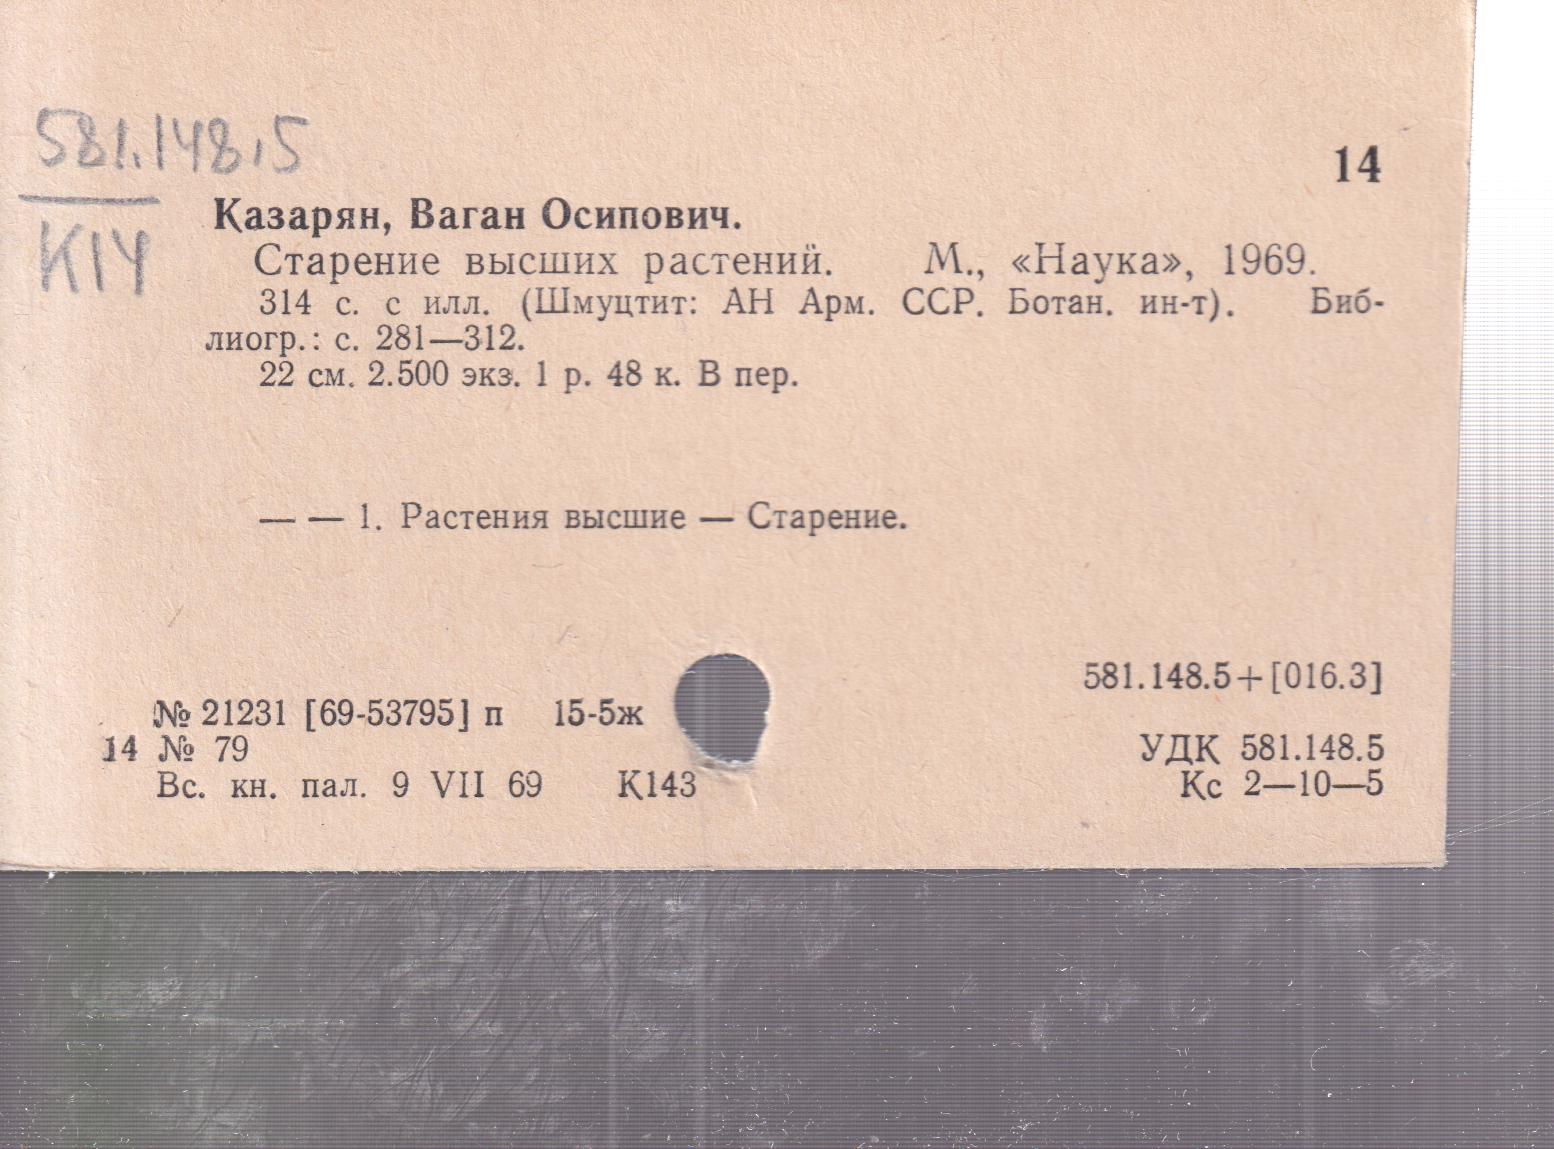 581.148.5
К14
14
Казарян, Ваган Осипович.
Старение высших растений. М., «Наука», 1969.
314 с. с илл. (Шмуцтит: АН Арм. ССР. Ботан. ин-т). Биб-
лиогр.: с. 281—312.
22 см. 2.500 экз. 1 р. 48 к. В пер.
— — 1. Растения высшие — Старение.
581.148.5+[016.3]
№ 21231 [69-53795] п 15-5ж
14 № 79 УДК 581.148.5
Вс. кн. пал. 9 VII 69 К143 Кс 2—10—5